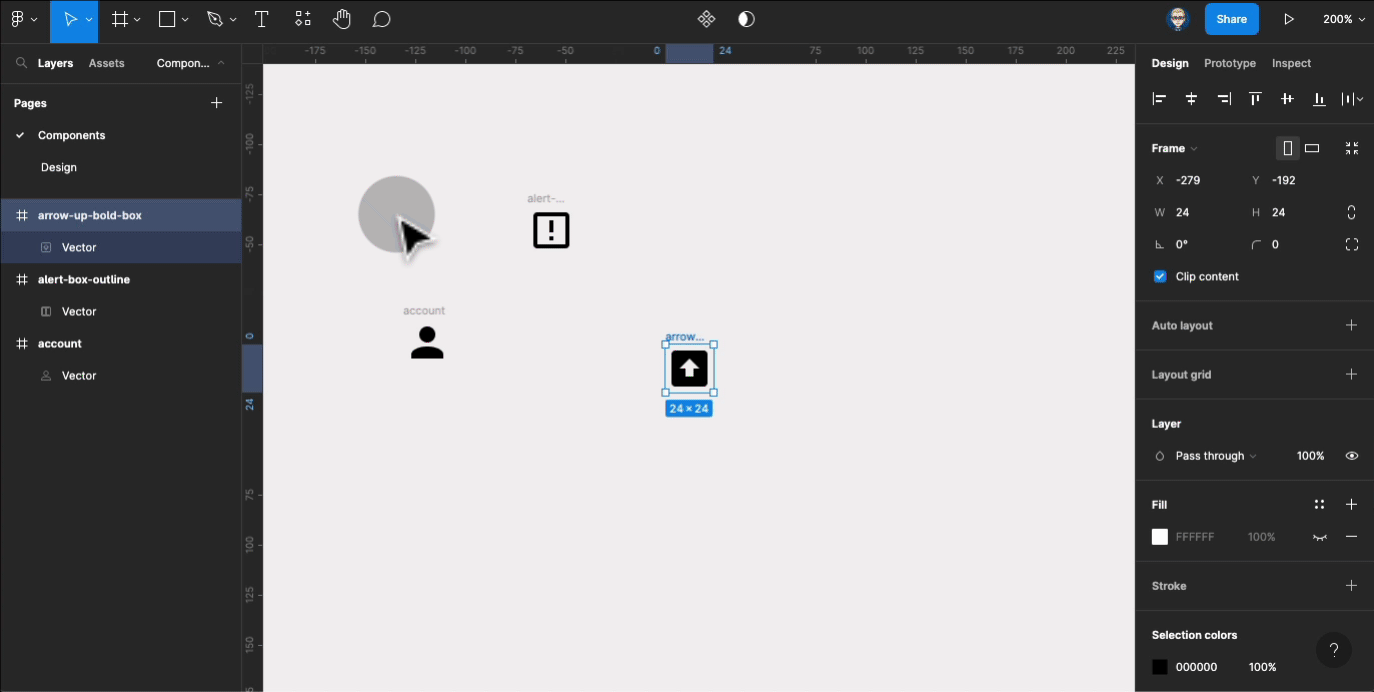 Share
200%
Layers
Assets
Compon...
Pages
Components
Design
arrow-up-bold-box
Vector
alert-box-outline
Vector
account
Vector
-175
-150
-125
-100
-75
-50
0
24
75
100
125
150
175
200
225
-125
-100
-75
-50
0
24
75
100
125
150
alert-...
account
arrow...
24 × 24
Design
Prototype
Inspect
Frame
X -279
Y -192
W 24
H 24
0°
0
Clip content
Auto layout
Layout grid
Layer
Pass through
100%
Fill
FFFFFF
100%
Stroke
Selection colors
000000
100%
?